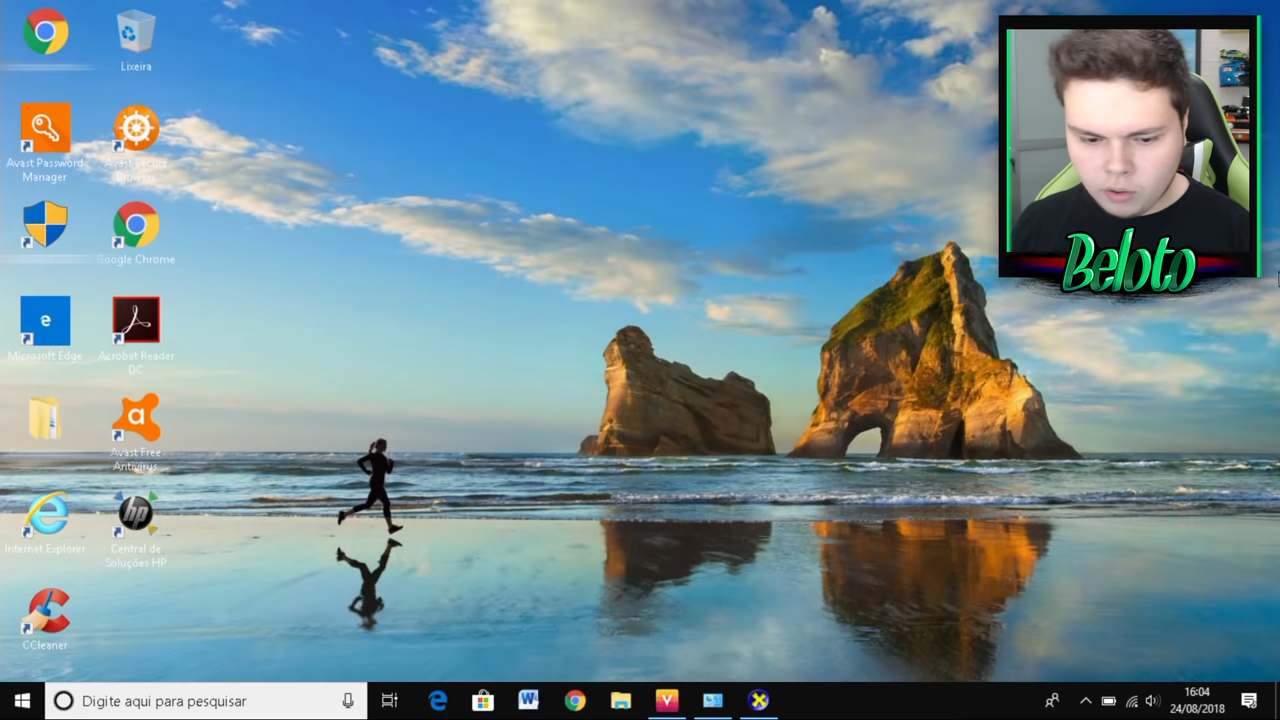 Lixeira
Avast Password
Manager
Avast Secure
Browser
Google Chrome
Microsoft Edge
Acrobat Reader
DC
Avast Free
Antivirus
Internet Explorer
Central de
Soluções HP
CCleaner
Beloto
Digite aqui para pesquisar
16:04
24/08/2018